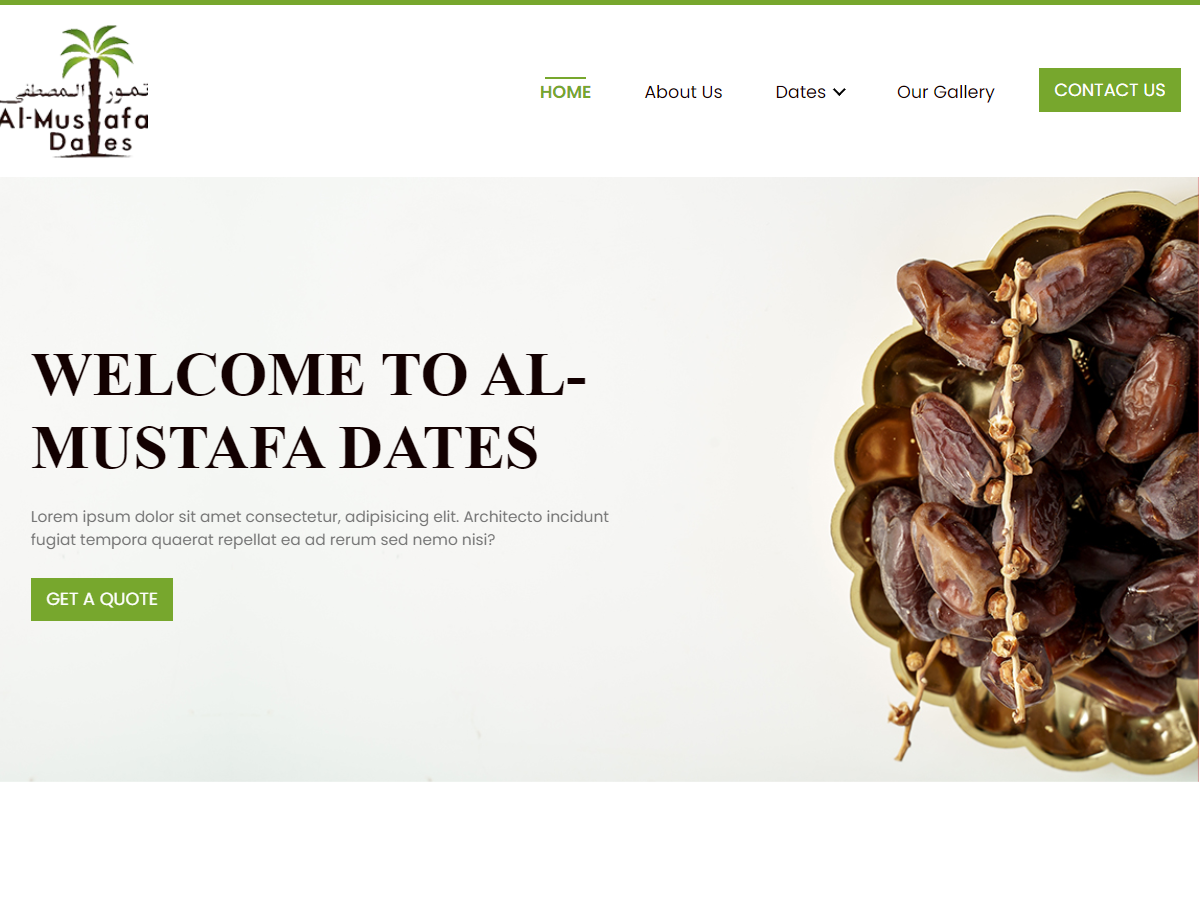 تمور المصطفى
Al-Mustafa
Dates
HOME
About Us
Dates
Our Gallery
CONTACT US
WELCOME TO AL-
MUSTAFA DATES
Lorem ipsum dolor sit amet consectetur, adipisicing elit. Architecto incidunt
fugiat tempora quaerat repellat ea ad rerum sed nemo nisi?
GET A QUOTE